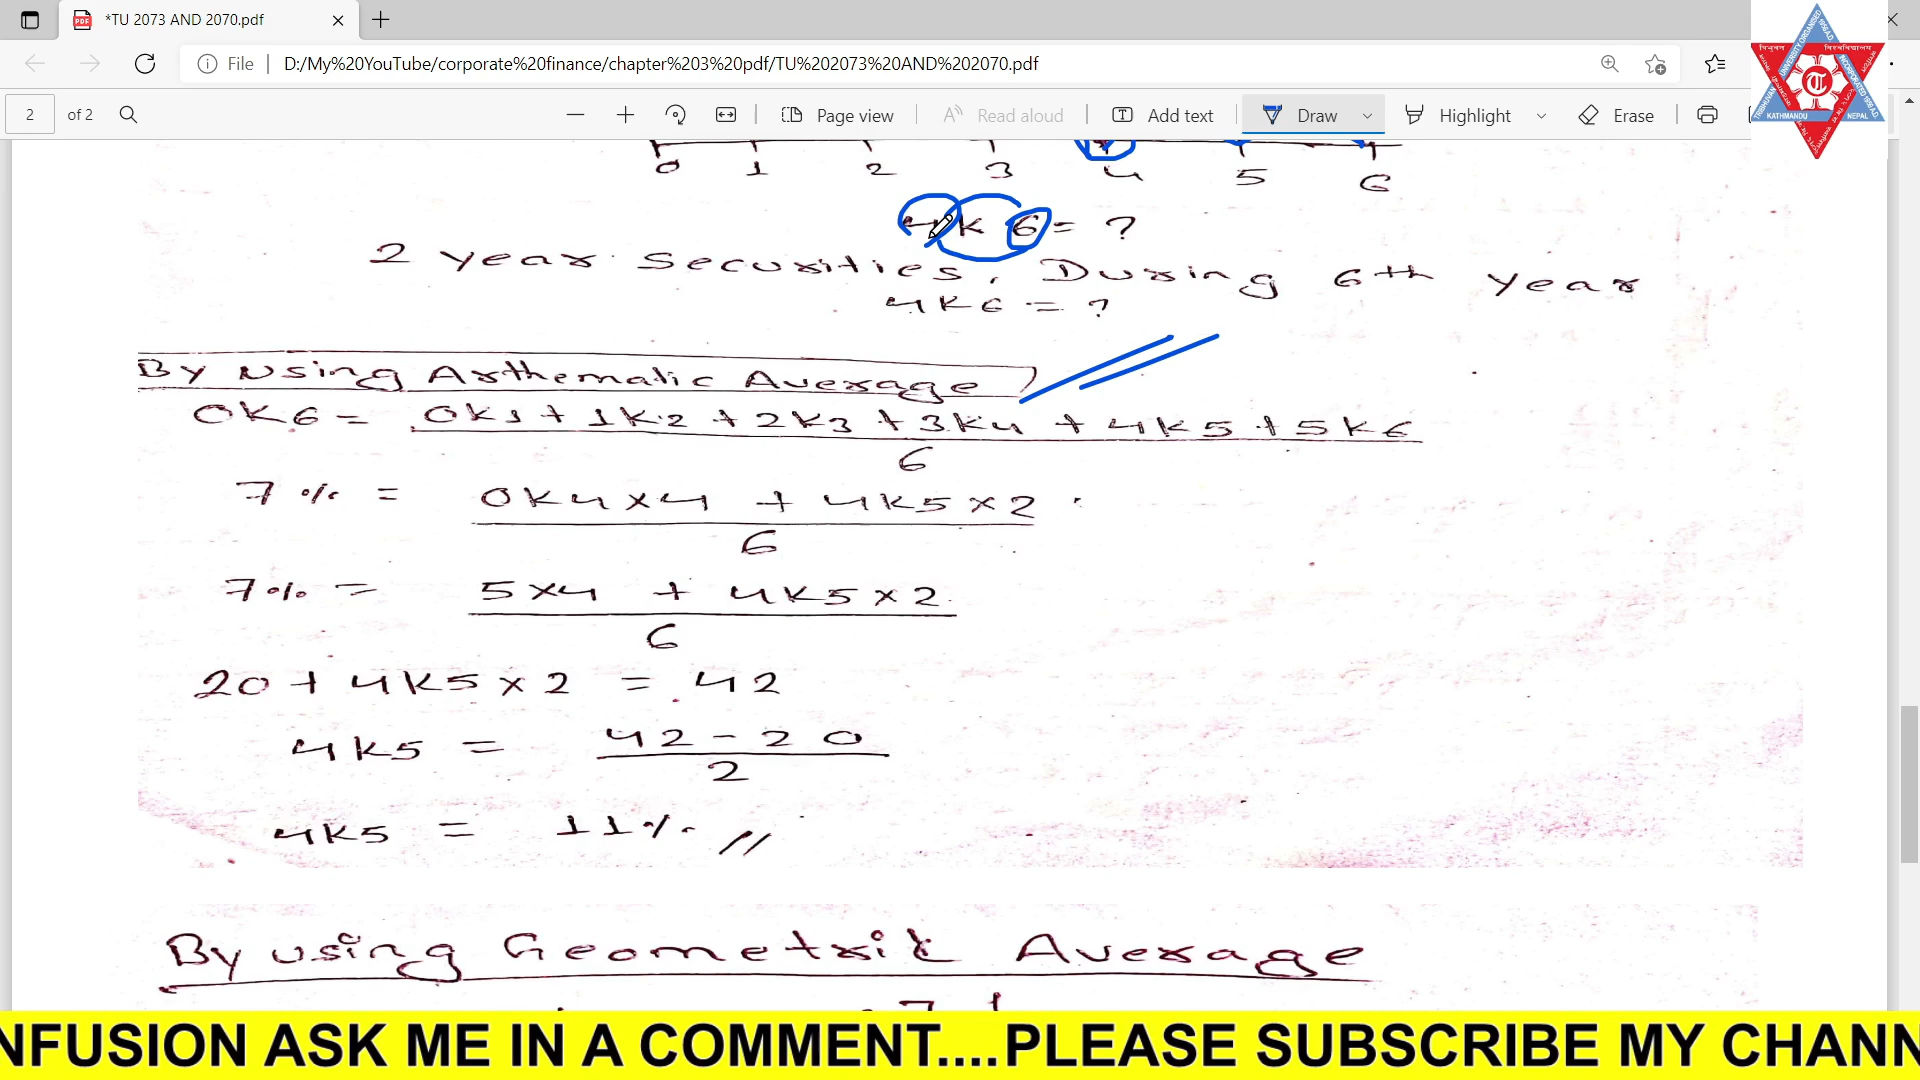 *TU 2073 AND 2070.pdf
File D:/My%20YouTube/corporate%20finance/chapter%203%20pdf/TU%202073%20AND%202070.pdf
2 of 2 Page view Read aloud Add text Draw Highlight Erase
KATHMANDU NEPAL
0 1 2 3 4 5 6
4K6 = ?
2 year securities, During 6th year
4K6 = ?
By Using Arthematic Average
0K6 = 0K1 + 1K2 + 2K3 + 3K4 + 4K5 + 5K6
6
7% = 0K4×4 + 4K5×2
6
7% = 5×4 + 4K5×2
6
20 + 4K5×2 = 42
4K5 = 42-20
2
4K5 = 11% //
By using Geometric Average
NFUSION ASK ME IN A COMMENT....PLEASE SUBSCRIBE MY CHANN